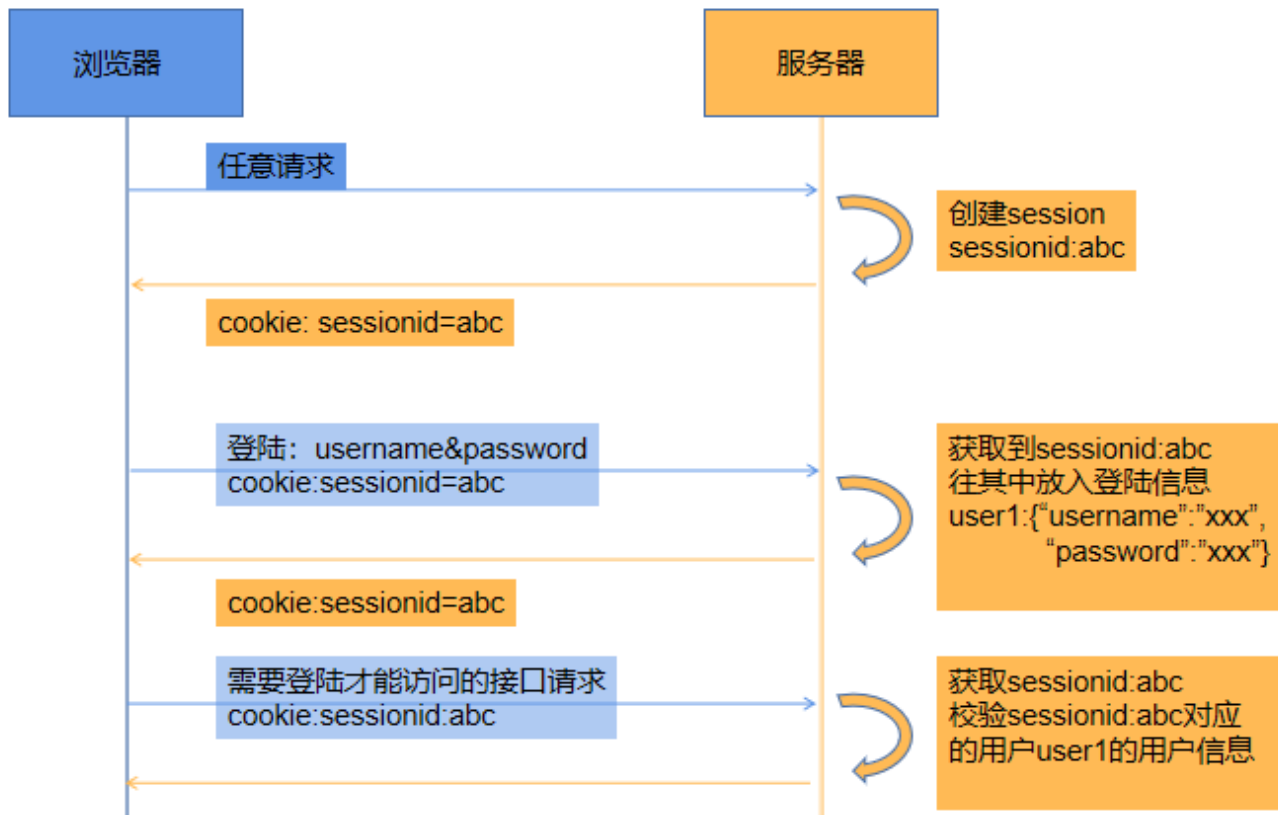 浏览器
服务器
任意请求
创建session
sessionid:abc
cookie: sessionid=abc
登陆：username&password
cookie:sessionid=abc
获取到sessionid:abc
往其中放入登陆信息
user1:{“username”:”xxx”,
“password”:”xxx”}
cookie:sessionid=abc
需要登陆才能访问的接口请求
cookie:sessionid:abc
获取sessionid:abc
校验sessionid:abc对应
的用户user1的用户信息